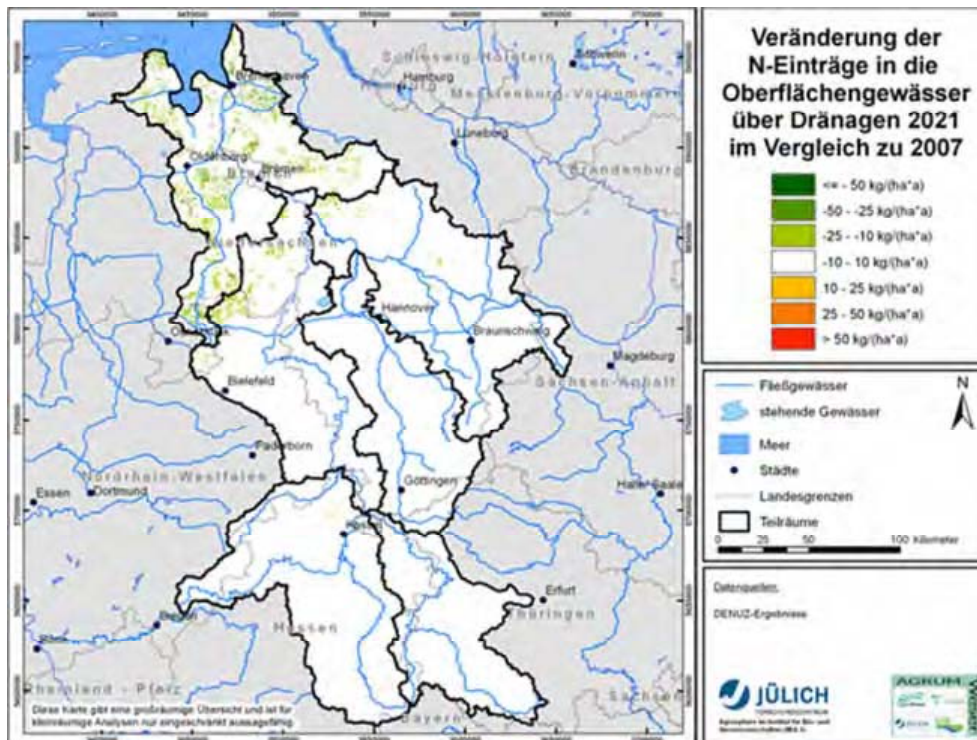 Veränderung der
N-Einträge in die
Oberflächengewässer
über Dränagen 2021
im Vergleich zu 2007
<= - 50 kg/(ha*a)
-50 - -25 kg/(ha*a)
-25 - -10 kg/(ha*a)
-10 - 10 kg/(ha*a)
10 - 25 kg/(ha*a)
25 - 50 kg/(ha*a)
> 50 kg/(ha*a)
Fließgewässer
stehende Gewässer
Meer
Städte
Landesgrenzen
Teilräume
N
0 25 50 100 Kilometer
Datenquellen:
DENUZ-Ergebnisse
JÜLICH
FORSCHUNGSZENTRUM
AGRUM
Schleswig-Holstein
Schwerin
Hamburg
Bremerhaven
Mecklenburg-Vorpommern
Lüneburg
Brandenburg
Oldenburg
Bremen
Niedersachsen
Hannover
Braunschweig
Magdeburg
Sachsen-Anhalt
Bielefeld
Paderborn
Nordrhein-Westfalen
Essen
Dortmund
Göttingen
Halle/Saale
Kassel
Erfurt
Thüringen
Siegen
Hessen
Rheinland - Pfalz
Bayern
Sachsen
Diese Karte gibt eine großräumige Übersicht und ist für
kleinräumige Analysen nur eingeschränkt aussagefähig.